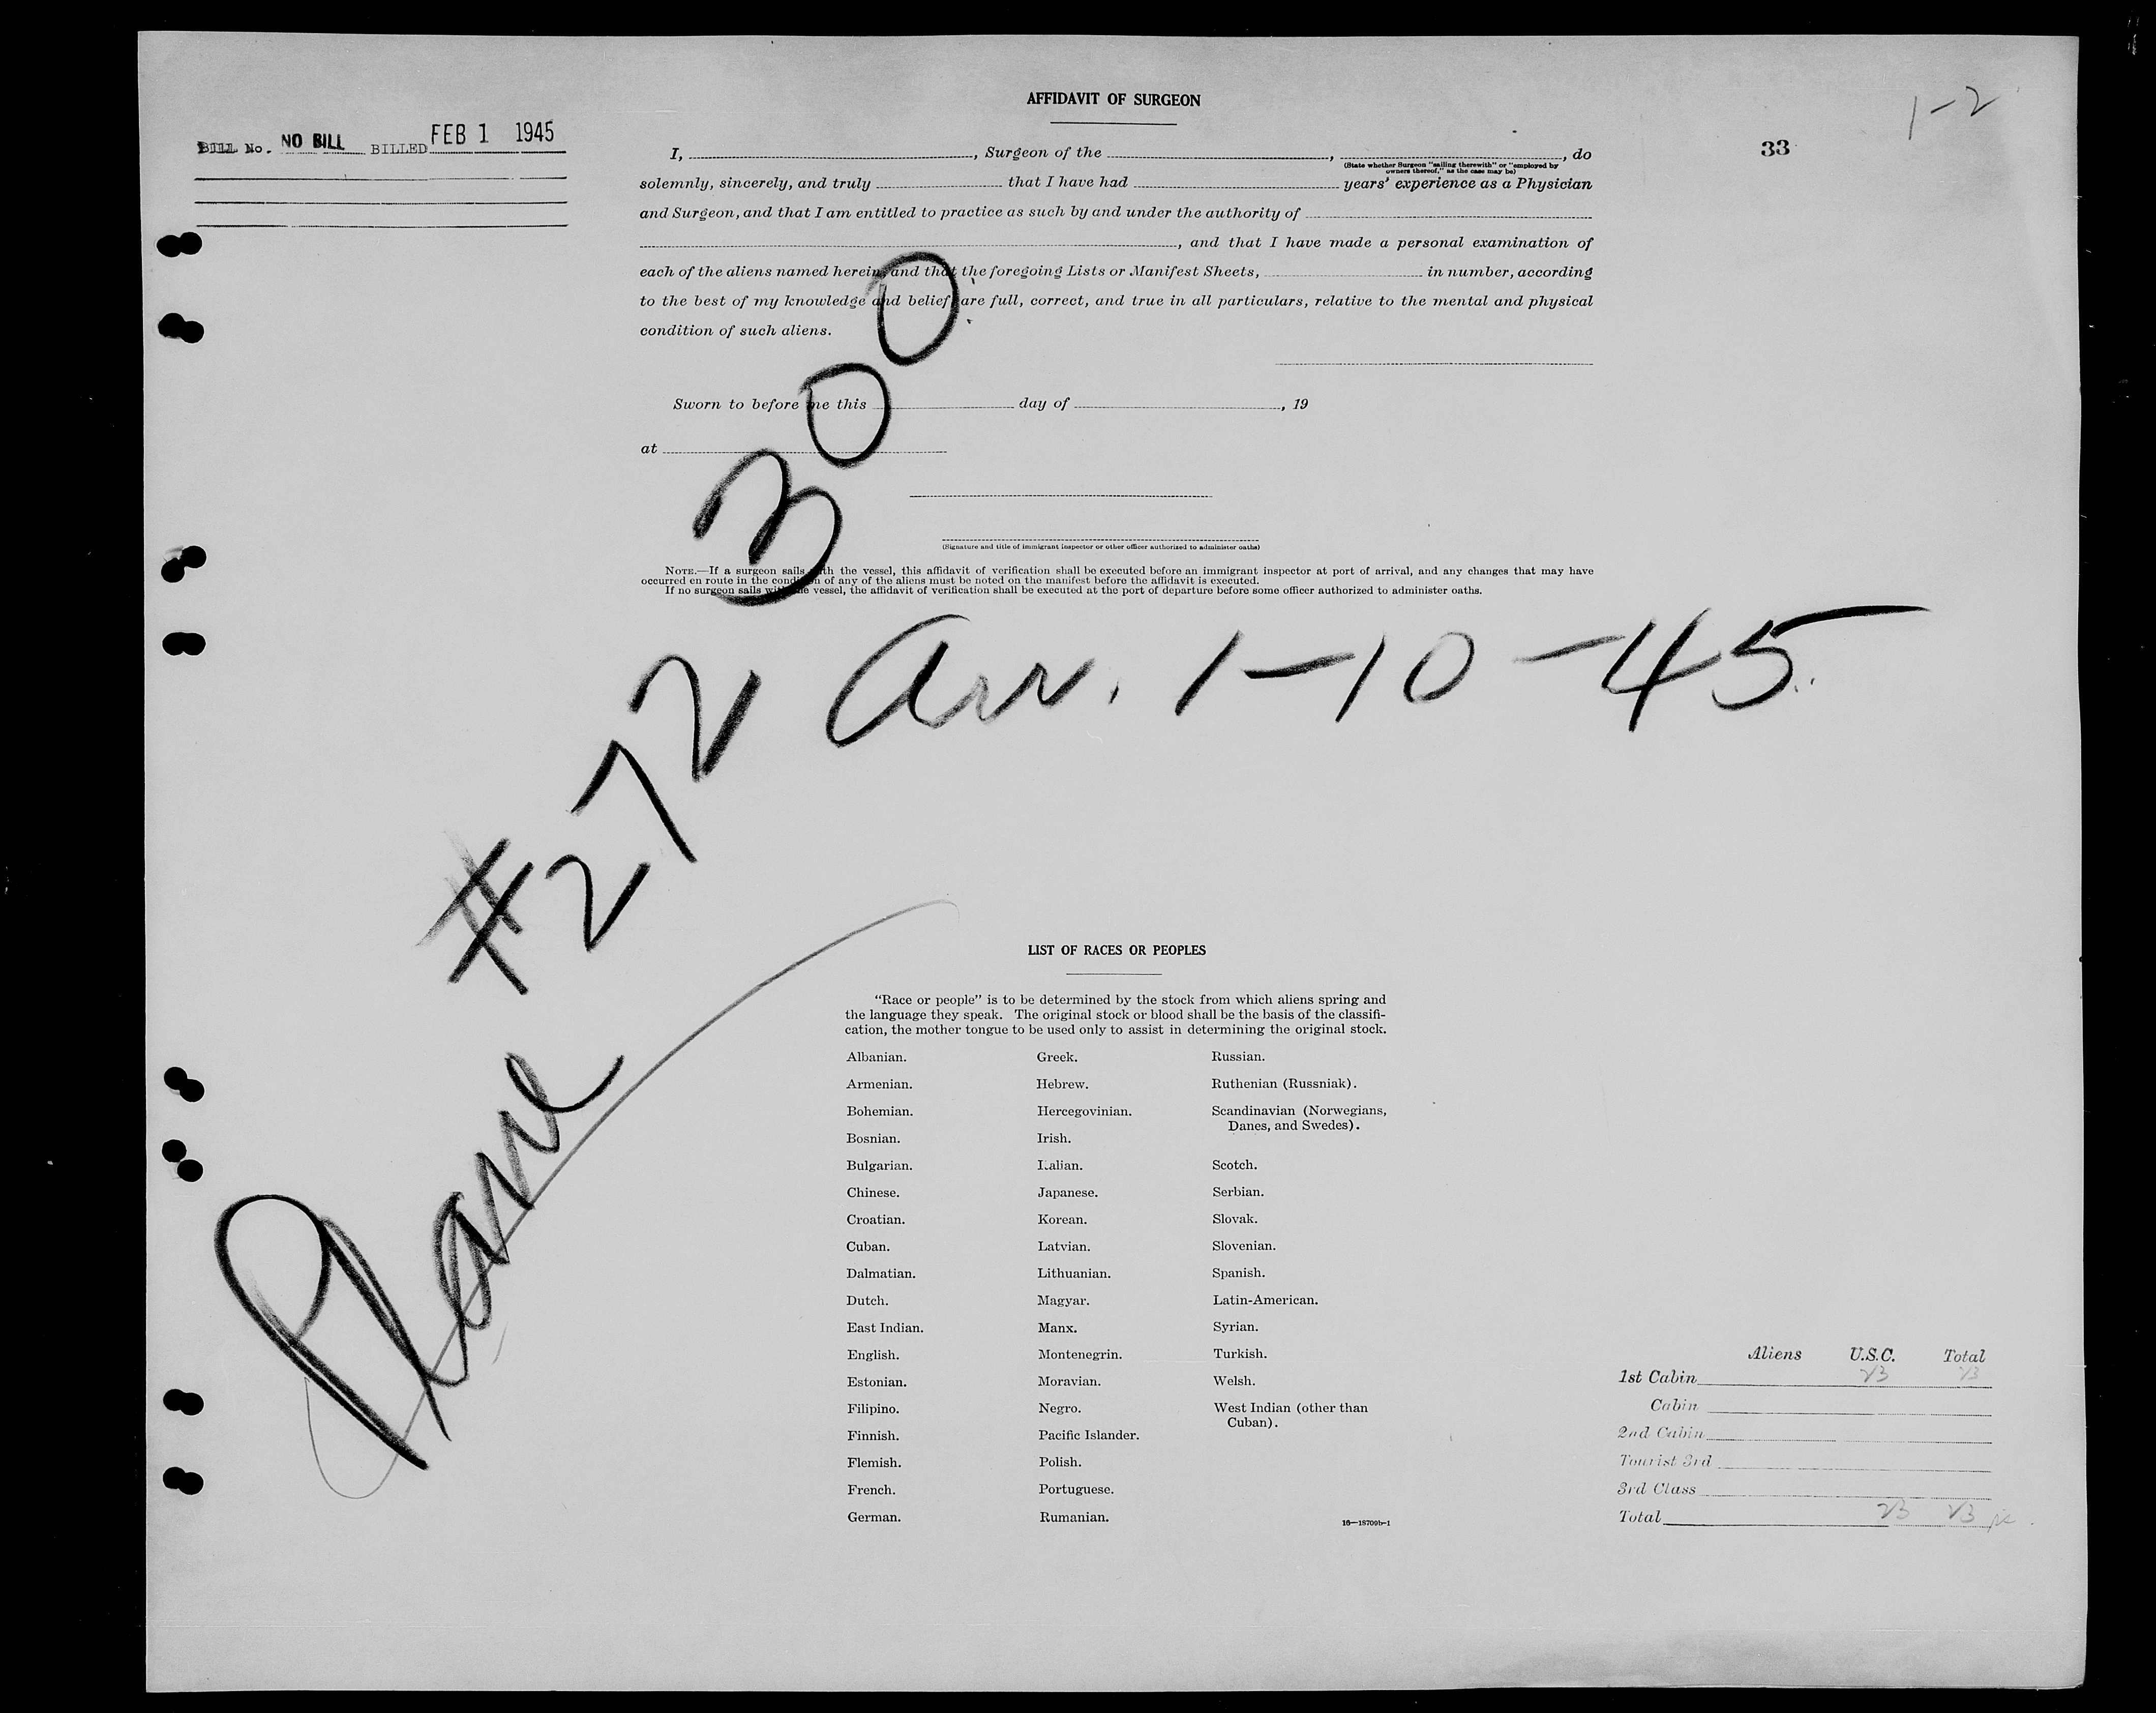 AFFIDAVIT OF SURGEON
1-2
33
BILL No. NO BILL BILLED FEB 1 1945
I, , Surgeon of the , , do
(State whether Surgeon "sailing therewith" or "employed by
owners thereof," as the case may be)
solemnly, sincerely, and truly that I have had years' experience as a Physician
and Surgeon, and that I am entitled to practice as such by and under the authority of
, and that I have made a personal examination of
each of the aliens named herein, and that the foregoing Lists or Manifest Sheets, in number, according
to the best of my knowledge and belief, are full, correct, and true in all particulars, relative to the mental and physical
condition of such aliens.
Sworn to before me this day of , 19
at
(Signature and title of immigrant inspector or other officer authorized to administer oaths)
NOTE.—If a surgeon sails with the vessel, this affidavit of verification shall be executed before an immigrant inspector at port of arrival, and any changes that may have
occurred en route in the condition of any of the aliens must be noted on the manifest before the affidavit is executed.
If no surgeon sails with the vessel, the affidavit of verification shall be executed at the port of departure before some officer authorized to administer oaths.
Plane #272300
Arr. 1-10-45
LIST OF RACES OR PEOPLES
"Race or people" is to be determined by the stock from which aliens spring and
the language they speak. The original stock or blood shall be the basis of the classifi-
cation, the mother tongue to be used only to assist in determining the original stock.
Albanian.
Armenian.
Bohemian.
Bosnian.
Bulgarian.
Chinese.
Croatian.
Cuban.
Dalmatian.
Dutch.
East Indian.
English.
Estonian.
Filipino.
Finnish.
Flemish.
French.
German.
Greek.
Hebrew.
Hercegovinian.
Irish.
Italian.
Japanese.
Korean.
Latvian.
Lithuanian.
Magyar.
Manx.
Montenegrin.
Moravian.
Negro.
Pacific Islander.
Polish.
Portuguese.
Rumanian.
Russian.
Ruthenian (Russniak).
Scandinavian (Norwegians,
Danes, and Swedes).
Scotch.
Serbian.
Slovak.
Slovenian.
Spanish.
Latin-American.
Syrian.
Turkish.
Welsh.
West Indian (other than
Cuban).
16—18709b-1
Aliens U.S.C. Total
1st Cabin 23 23
Cabin
2nd Cabin
Tourist 3rd
3rd Class
Total 23 23